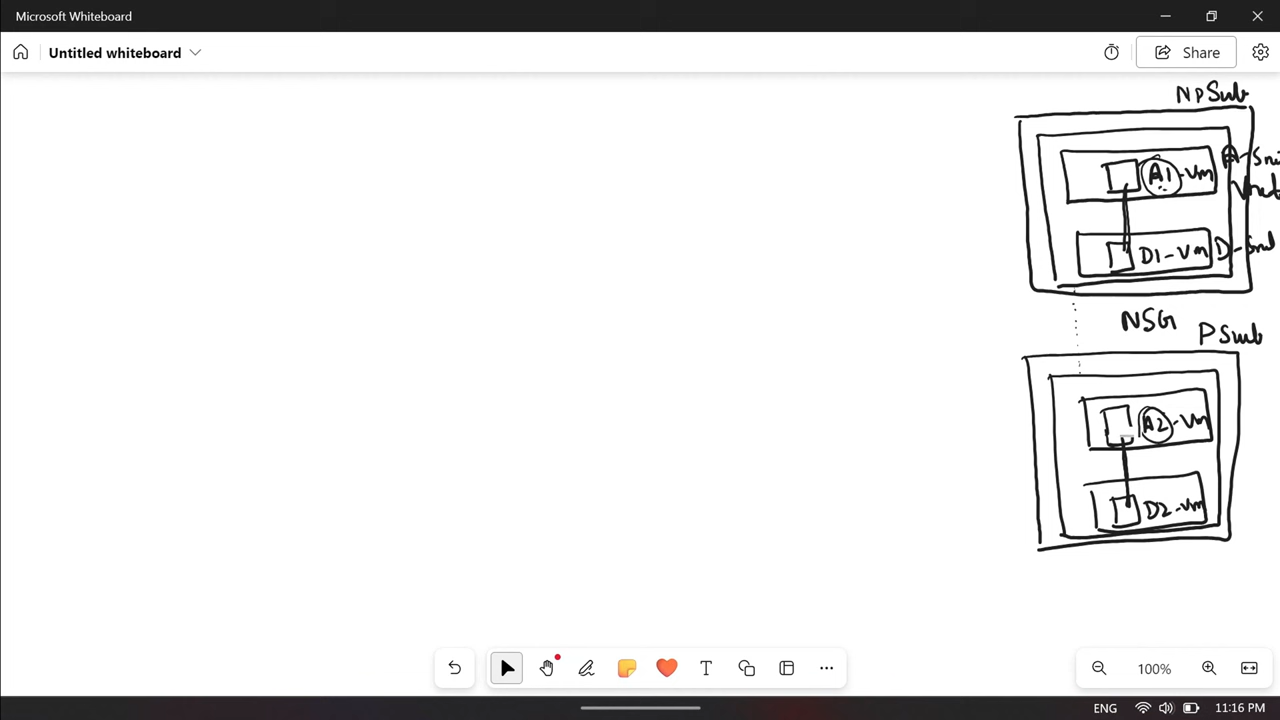 Microsoft Whiteboard
Untitled whiteboard
Share
NPSub
A1-Vm
D1-Vm
NSG
PSub
A2-Vm
D2-Vm
T
100%
ENG
11:16 PM